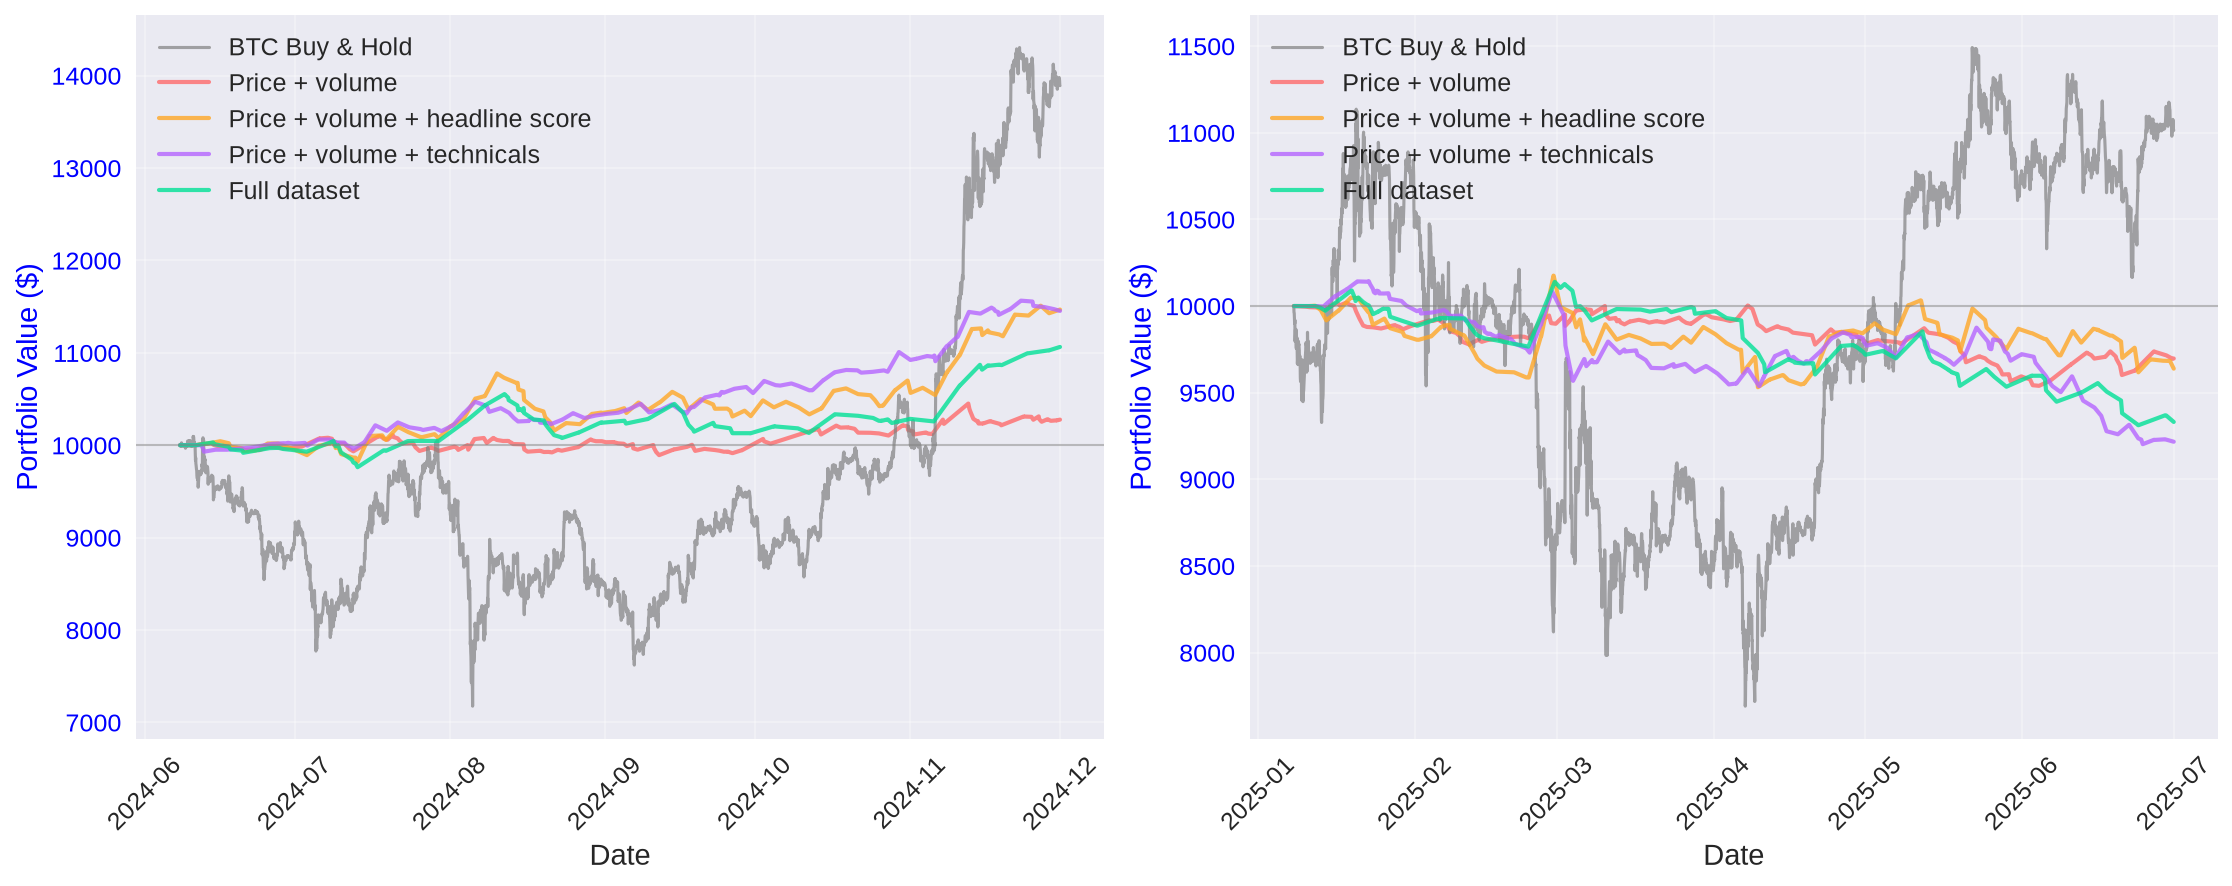 BTC Buy & Hold
Price + volume
Price + volume + headline score
Price + volume + technicals
Full dataset
14000
13000
12000
11000
10000
9000
8000
7000
Portfolio Value ($)
2024-06
2024-07
2024-08
2024-09
2024-10
2024-11
2024-12
Date
BTC Buy & Hold
Price + volume
Price + volume + headline score
Price + volume + technicals
Full dataset
11500
11000
10500
10000
9500
9000
8500
8000
Portfolio Value ($)
2025-01
2025-02
2025-03
2025-04
2025-05
2025-06
2025-07
Date